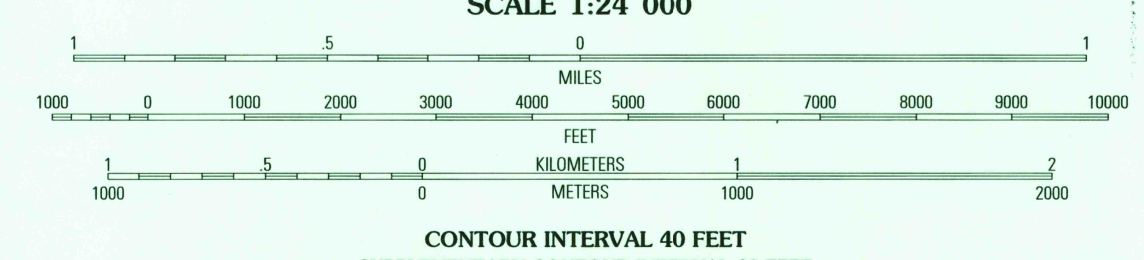 SCALE 1:24 000
1 .5 0 1
MILES
1000 0 1000 2000 3000 4000 5000 6000 7000 8000 9000 10000
FEET
1 .5 0 KILOMETERS 1 2
1000 0 METERS 1000 2000
CONTOUR INTERVAL 40 FEET